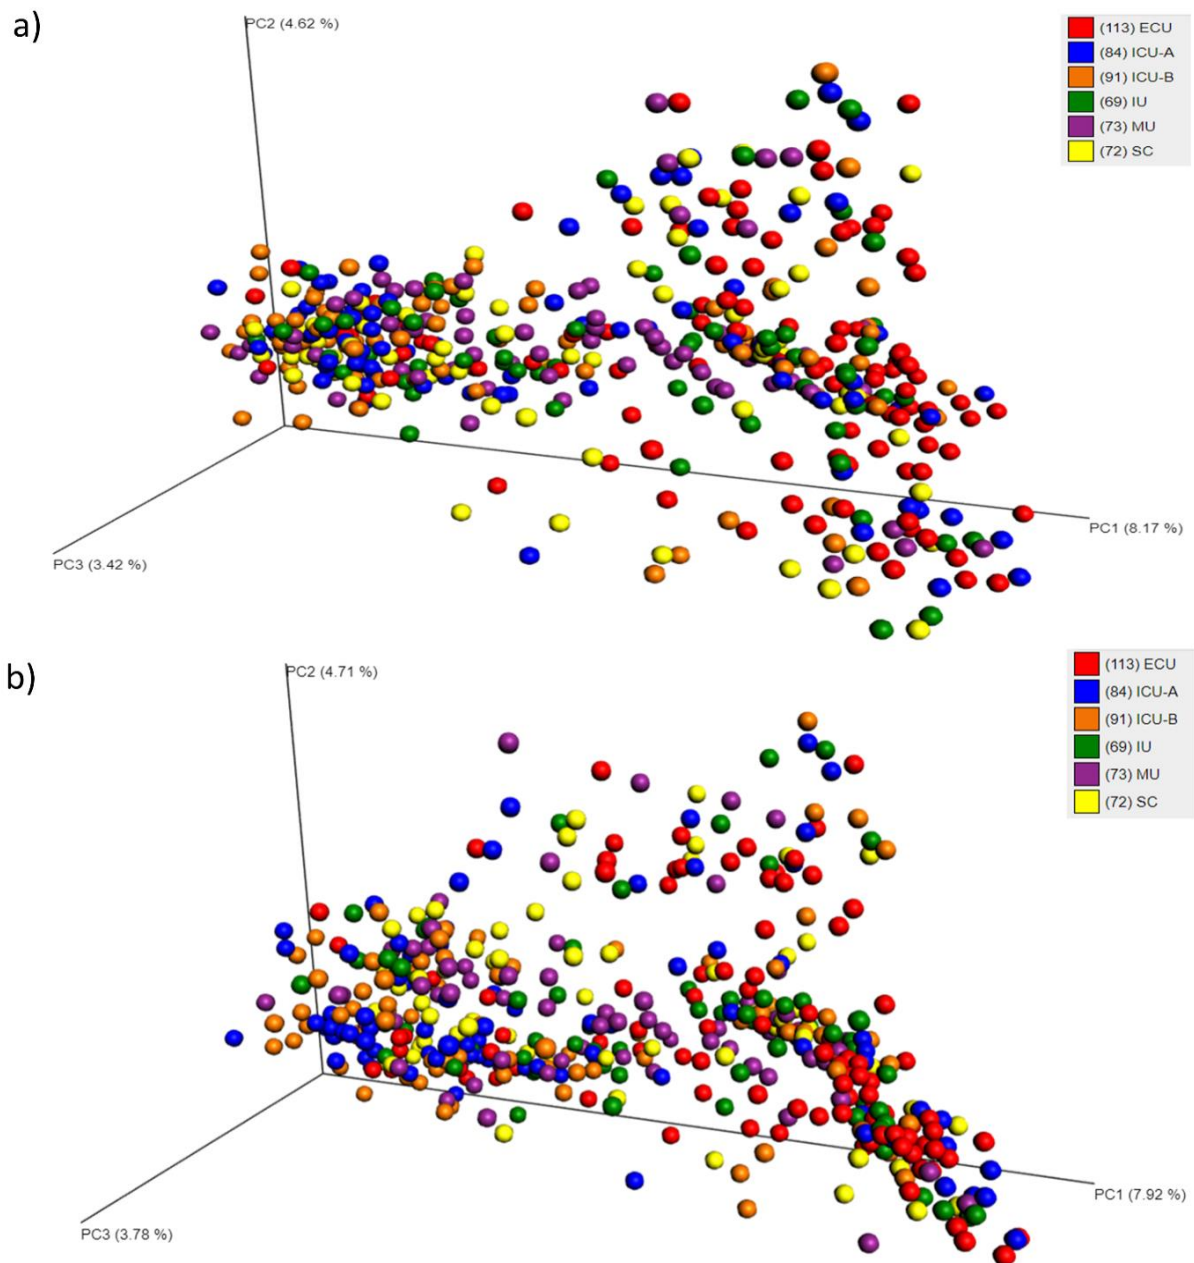 a)
PC2 (4.62 %)
(113) ECU
(84) ICU-A
(91) ICU-B
(69) IU
(73) MU
(72) SC
PC1 (8.17 %)
PC3 (3.42 %)
b)
PC2 (4.71 %)
(113) ECU
(84) ICU-A
(91) ICU-B
(69) IU
(73) MU
(72) SC
PC1 (7.92 %)
PC3 (3.78 %)